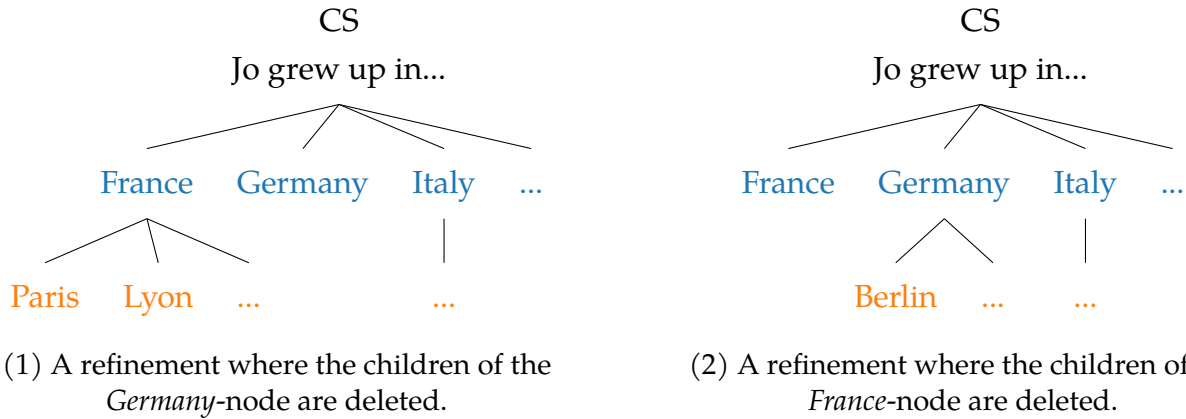 CS
Jo grew up in...
France Germany Italy ...
Paris Lyon ... ...
(1) A refinement where the children of the
Germany-node are deleted.
CS
Jo grew up in...
France Germany Italy ...
Berlin ... ...
(2) A refinement where the children of
France-node are deleted.